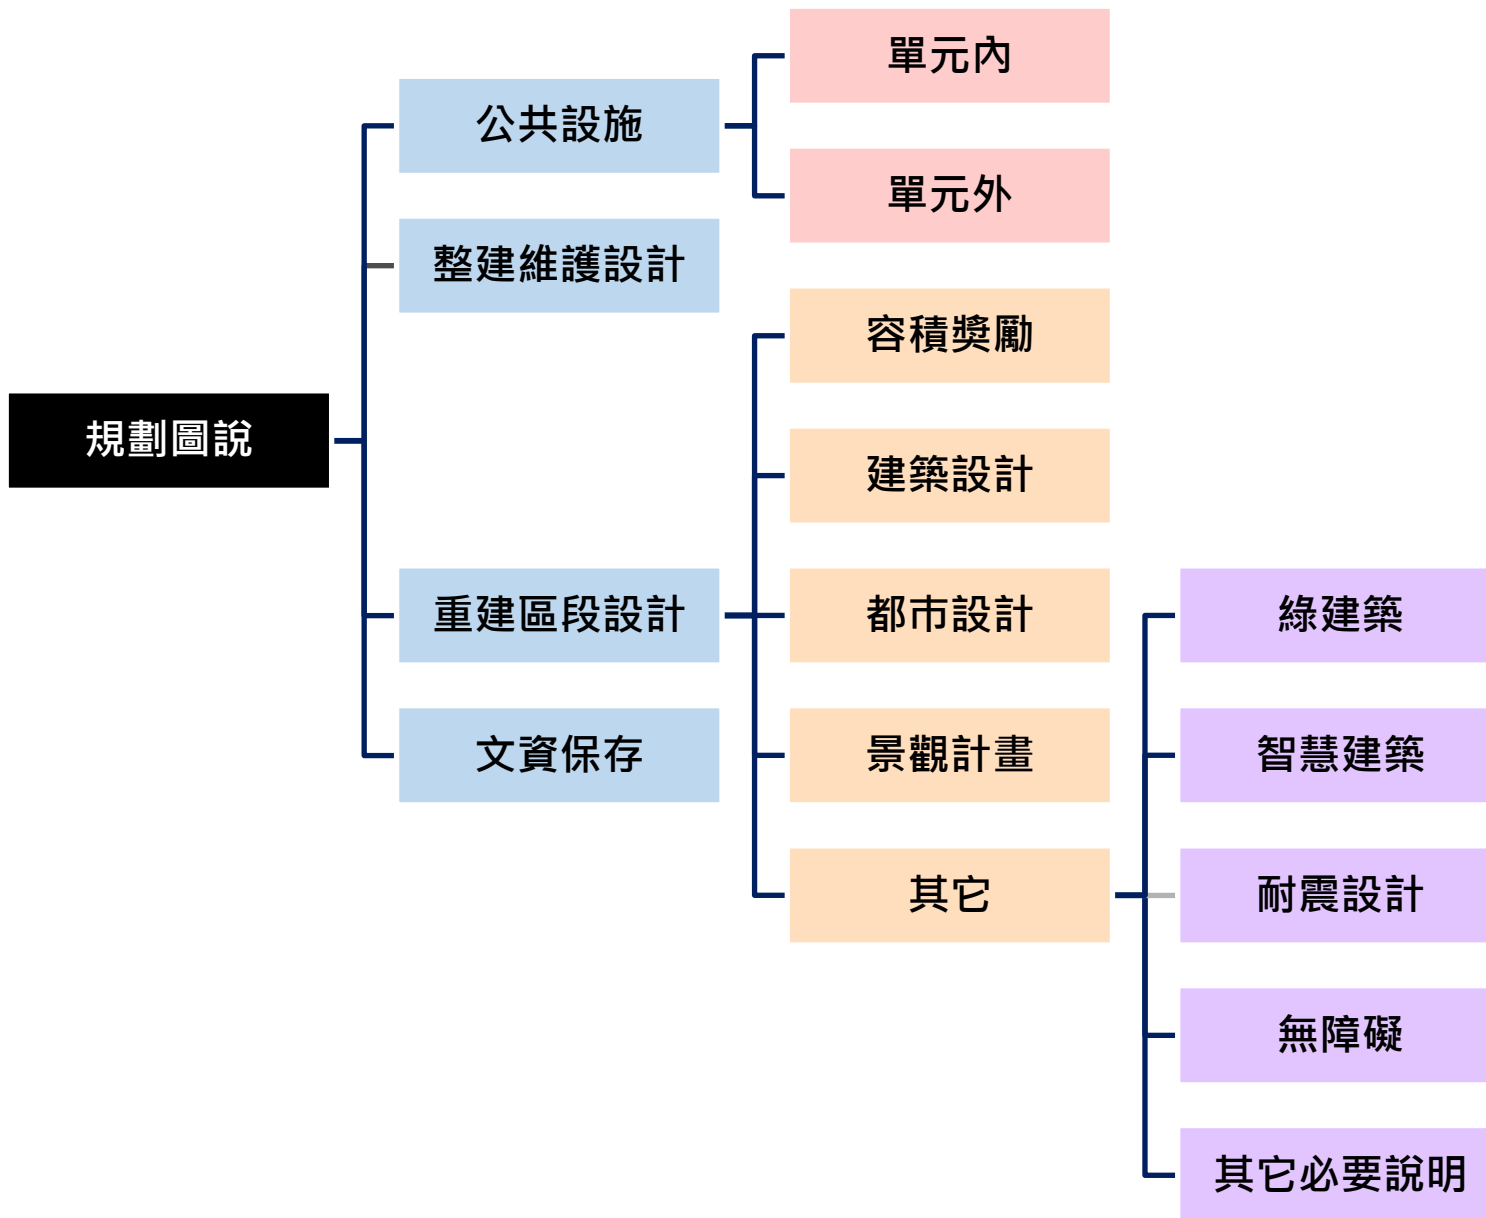 規劃圖說
公共設施
單元內
單元外
整建維護設計
重建區段設計
容積獎勵
建築設計
都市設計
景觀計畫
其它
綠建築
智慧建築
耐震設計
無障礙
其它必要說明
文資保存